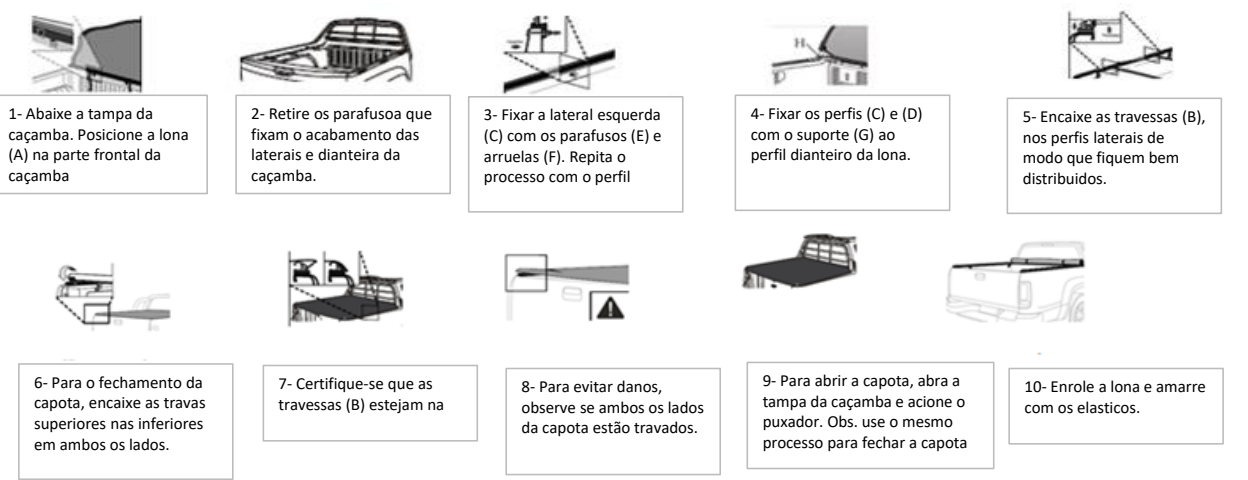 1- Abaixe a tampa da
caçamba. Posicione a lona
(A) na parte frontal da
caçamba
2- Retire os parafusoa que
fixam o acabamento das
laterais e dianteira da
caçamba.
3- Fixar a lateral esquerda
(C) com os parafusos (E) e
arruelas (F). Repita o
processo com o perfil
H
4- Fixar os perfis (C) e (D)
com o suporte (G) ao
perfil dianteiro da lona.
5- Encaixe as travessas (B),
nos perfis laterais de
modo que fiquem bem
distribuidos.
6- Para o fechamento da
capota, encaixe as travas
superiores nas inferiores
em ambos os lados.
7- Certifique-se que as
travessas (B) estejam na
8- Para evitar danos,
observe se ambos os lados
da capota estão travados.
9- Para abrir a capota, abra a
tampa da caçamba e acione o
puxador. Obs. use o mesmo
processo para fechar a capota
10- Enrole a lona e amarre
com os elasticos.